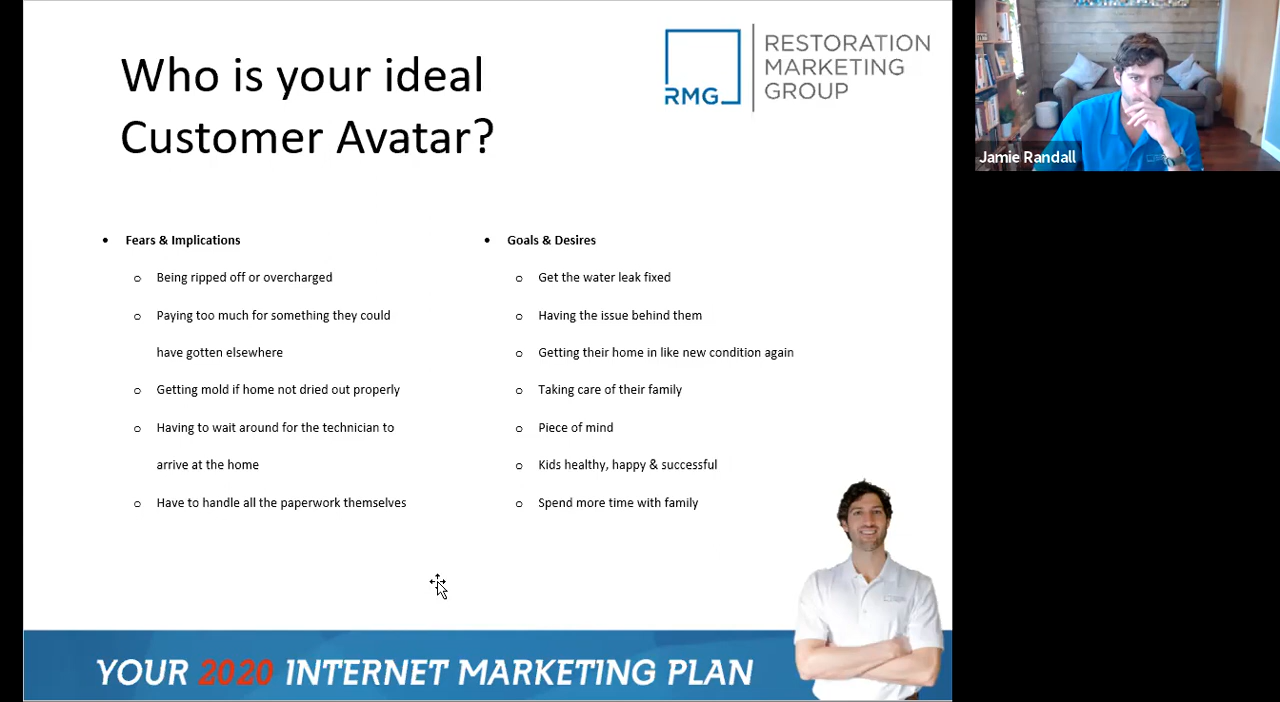 Who is your ideal
Customer Avatar?
RMG
RESTORATION
MARKETING
GROUP
Jamie Randall
• Fears & Implications
o Being ripped off or overcharged
o Paying too much for something they could
have gotten elsewhere
o Getting mold if home not dried out properly
o Having to wait around for the technician to
arrive at the home
o Have to handle all the paperwork themselves
• Goals & Desires
o Get the water leak fixed
o Having the issue behind them
o Getting their home in like new condition again
o Taking care of their family
o Piece of mind
o Kids healthy, happy & successful
o Spend more time with family
YOUR 2020 INTERNET MARKETING PLAN